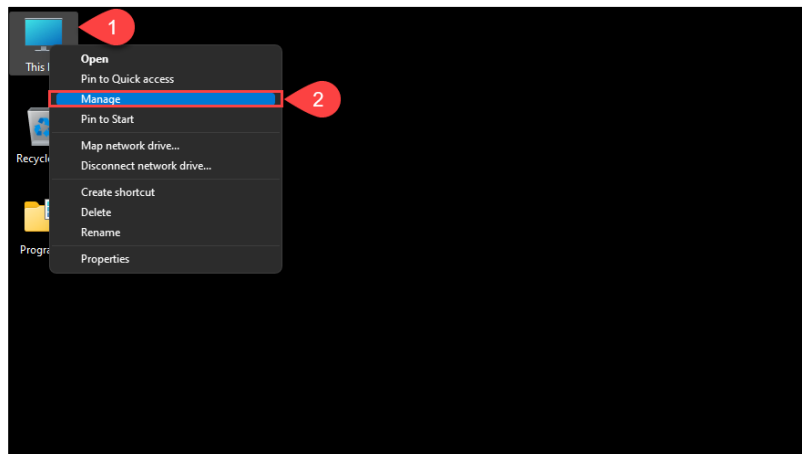 1
This
Open
Pin to Quick access
Manage
2
Pin to Start
Map network drive...
Recycl
Disconnect network drive...
Create shortcut
Delete
Rename
Progra
Properties